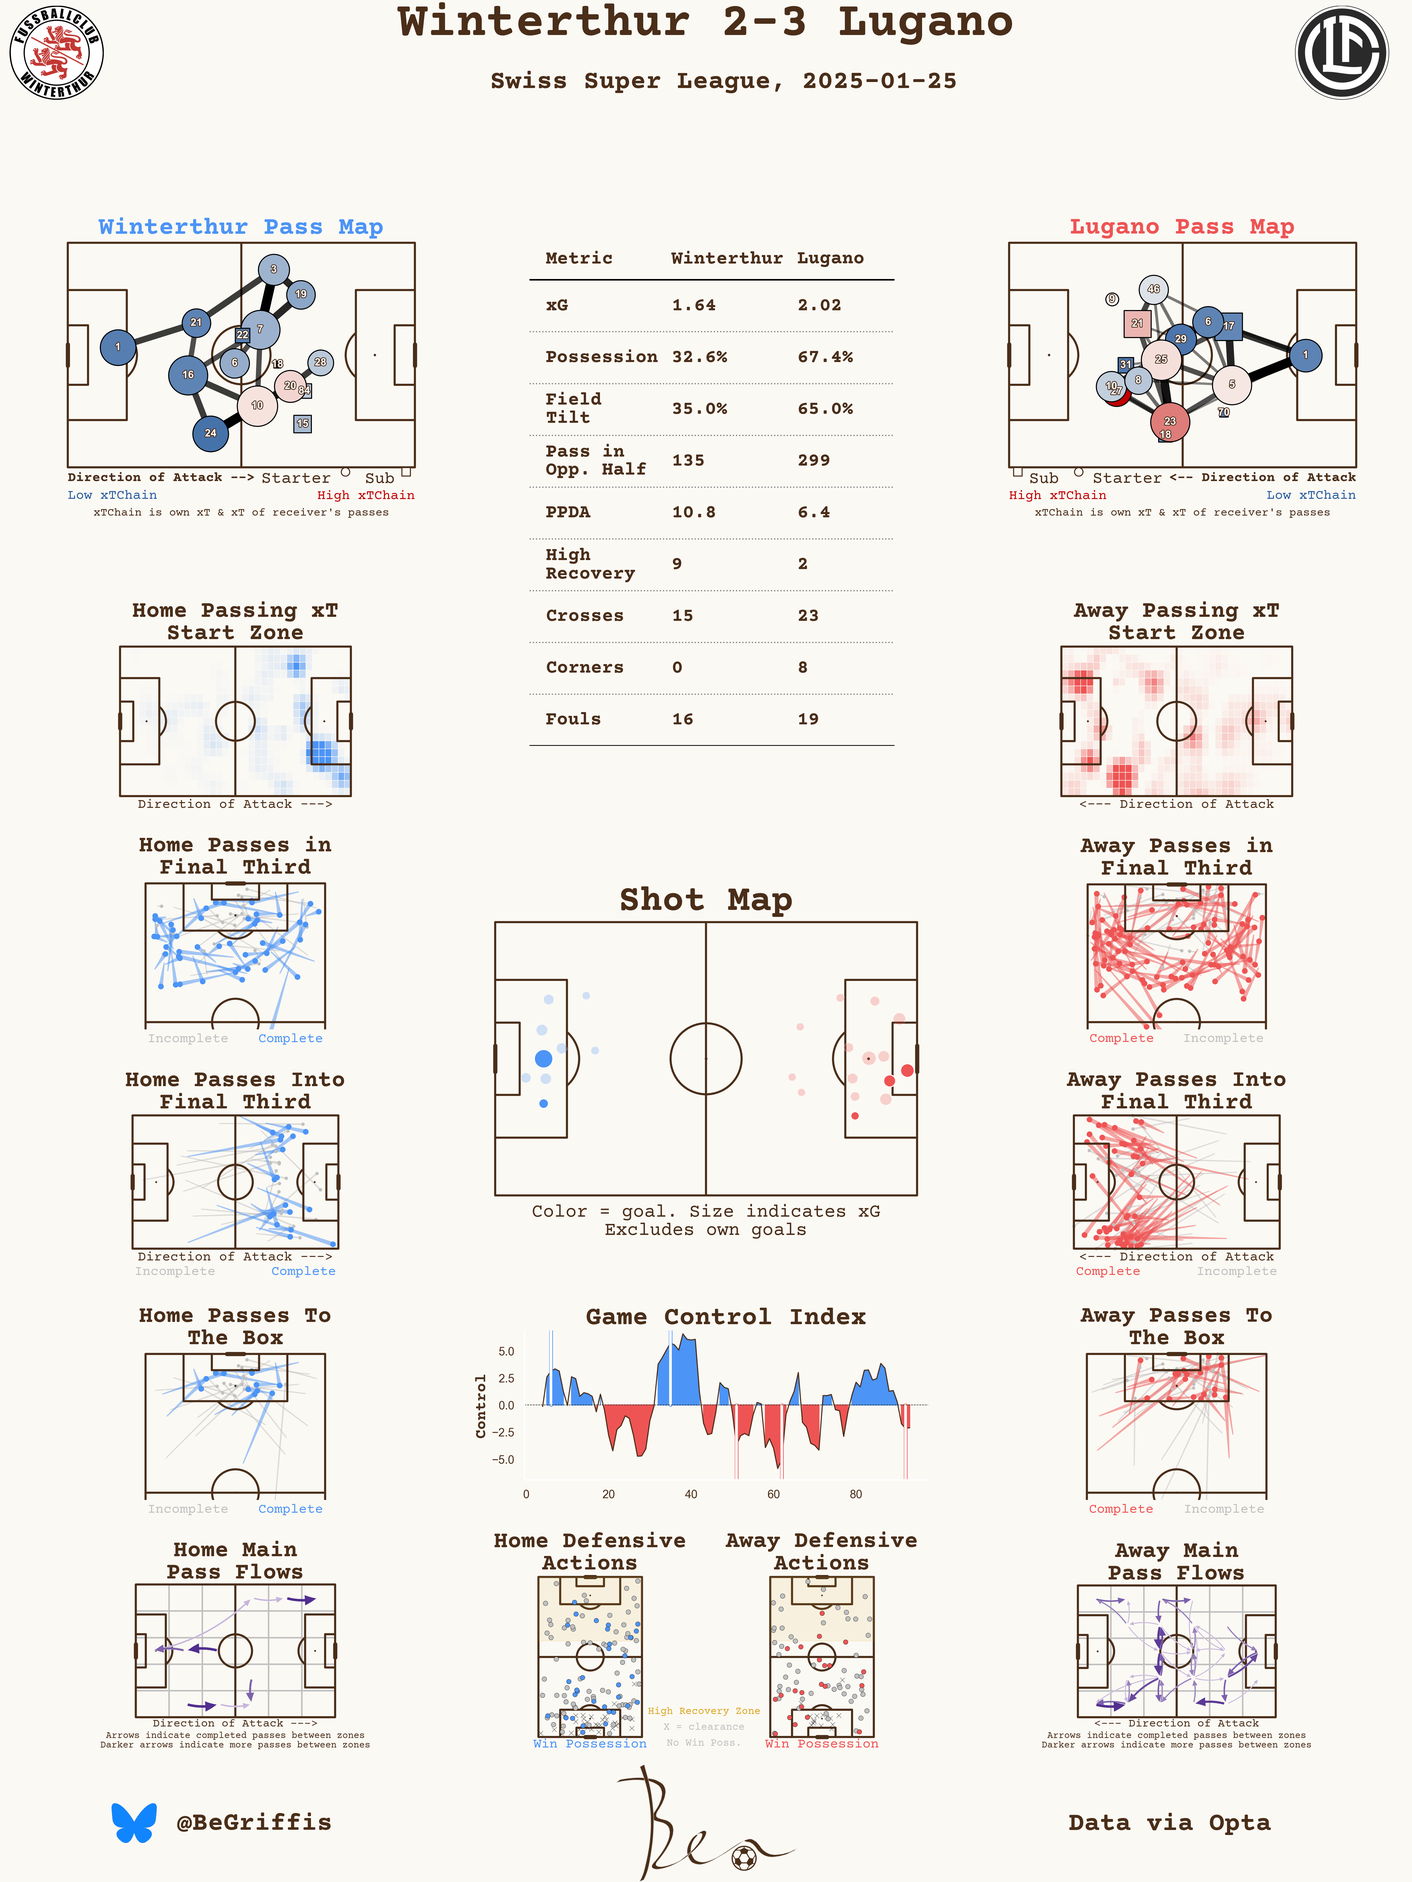 Winterthur 2-3 Lugano
Swiss Super League, 2025-01-25
FUSSBALLCLUB
WINTERTHUR
FCL
Winterthur Pass Map
3
19
21
7
22
1
6
18
28
16
20
84
10
15
24
Direction of Attack --> Starter Sub
Low xTChain High xTChain
xTChain is own xT & xT of receiver's passes
Metric Winterthur Lugano
xG 1.64 2.02
Possession 32.6% 67.4%
Field
Tilt 35.0% 65.0%
Pass in
Opp. Half 135 299
PPDA 10.8 6.4
High
Recovery 9 2
Crosses 15 23
Corners 0 8
Fouls 16 19
Lugano Pass Map
46
9
21
6
17
29
1
25
31
8
10
27
5
70
23
18
Sub Starter <-- Direction of Attack
High xTChain Low xTChain
xTChain is own xT & xT of receiver's passes
Home Passing xT
Start Zone
Direction of Attack --->
Away Passing xT
Start Zone
<--- Direction of Attack
Home Passes in
Final Third
Incomplete Complete
Away Passes in
Final Third
Complete Incomplete
Shot Map
Color = goal. Size indicates xG
Excludes own goals
Home Passes Into
Final Third
Direction of Attack --->
Incomplete Complete
Away Passes Into
Final Third
<--- Direction of Attack
Complete Incomplete
Home Passes To
The Box
Incomplete Complete
Game Control Index
Control
5.0
2.5
0.0
−2.5
−5.0
0 20 40 60 80
Away Passes To
The Box
Complete Incomplete
Home Main
Pass Flows
Direction of Attack --->
Arrows indicate completed passes between zones
Darker arrows indicate more passes between zones
Home Defensive
Actions
Win Possession
Away Defensive
Actions
Win Possession
High Recovery Zone
X = clearance
No Win Poss.
Away Main
Pass Flows
<--- Direction of Attack
Arrows indicate completed passes between zones
Darker arrows indicate more passes between zones
@BeGriffis
Ben
Data via Opta